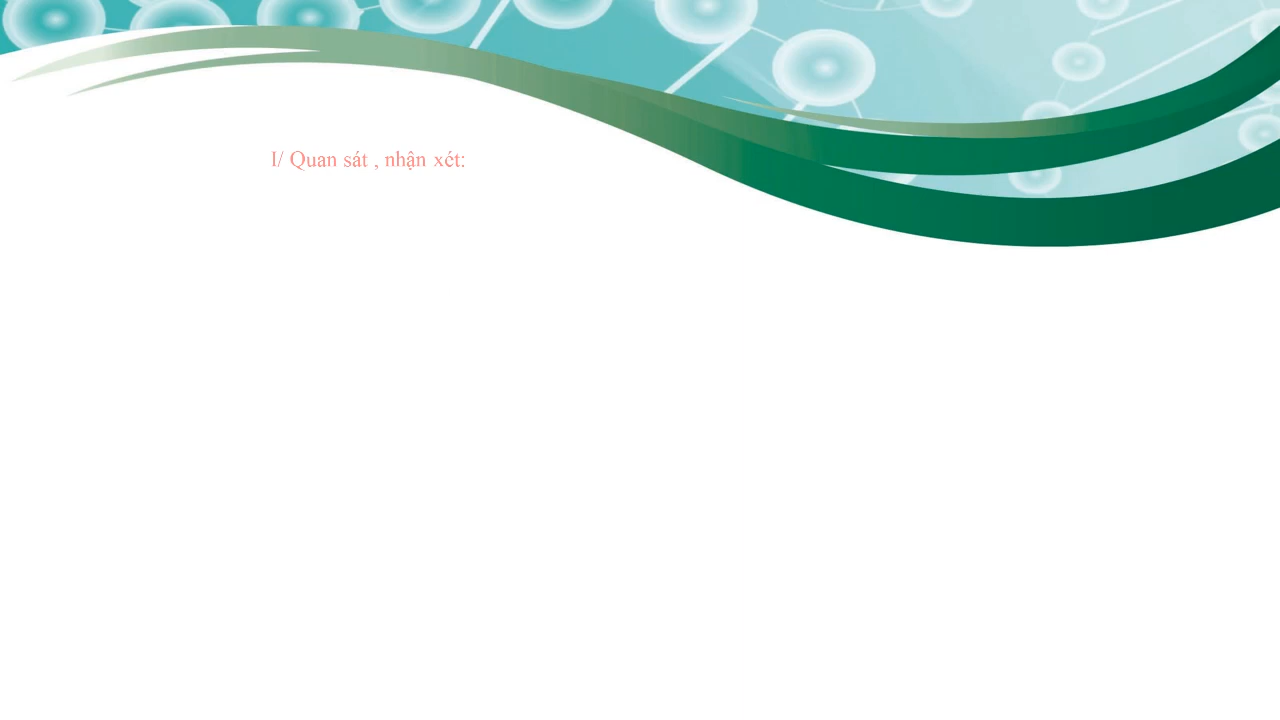 I/ Quan sát , nhận xét: